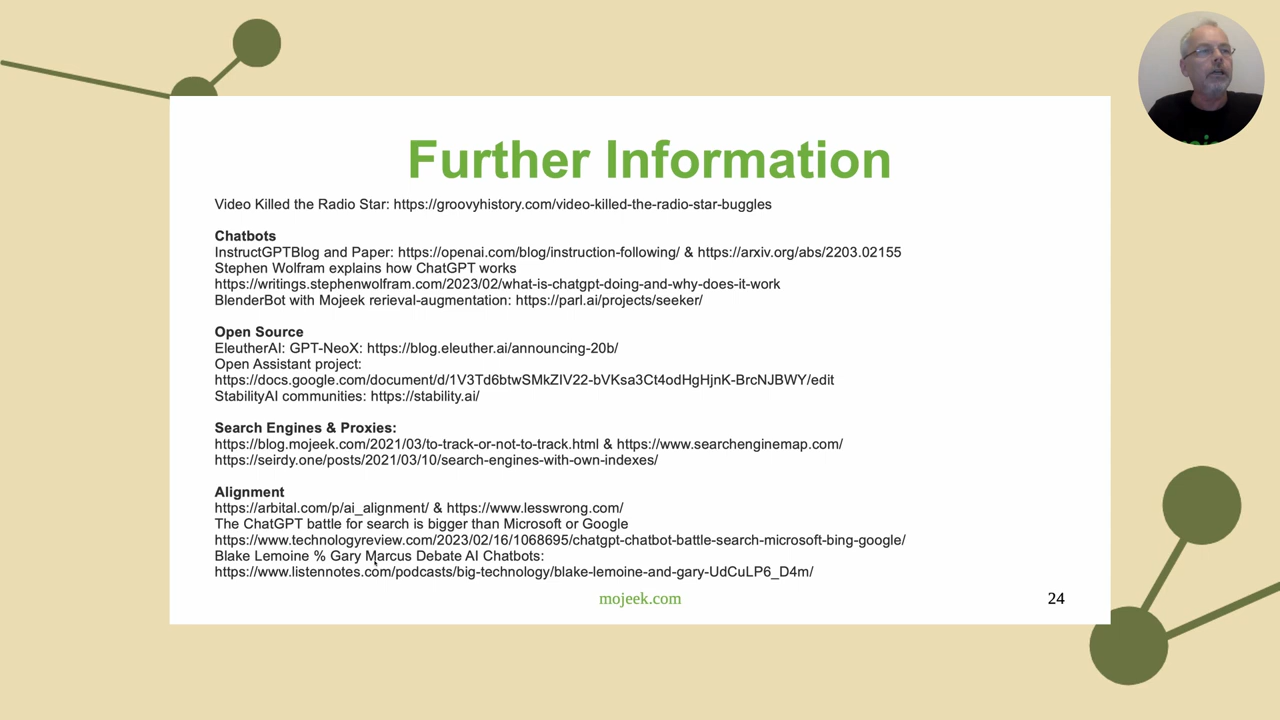 Further Information
Video Killed the Radio Star: https://groovyhistory.com/video-killed-the-radio-star-buggles
Chatbots
InstructGPTBlog and Paper: https://openai.com/blog/instruction-following/ & https://arxiv.org/abs/2203.02155
Stephen Wolfram explains how ChatGPT works
https://writings.stephenwolfram.com/2023/02/what-is-chatgpt-doing-and-why-does-it-work
BlenderBot with Mojeek rerieval-augmentation: https://parl.ai/projects/seeker/
Open Source
EleutherAI: GPT-NeoX: https://blog.eleuther.ai/announcing-20b/
Open Assistant project:
https://docs.google.com/document/d/1V3Td6btwSMkZIV22-bVKsa3Ct4odHgHjnK-BrcNJBWY/edit
StabilityAI communities: https://stability.ai/
Search Engines & Proxies:
https://blog.mojeek.com/2021/03/to-track-or-not-to-track.html & https://www.searchenginemap.com/
https://seirdy.one/posts/2021/03/10/search-engines-with-own-indexes/
Alignment
https://arbital.com/p/ai_alignment/ & https://www.lesswrong.com/
The ChatGPT battle for search is bigger than Microsoft or Google
https://www.technologyreview.com/2023/02/16/1068695/chatgpt-chatbot-battle-search-microsoft-bing-google/
Blake Lemoine % Gary Marcus Debate AI Chatbots:
https://www.listennotes.com/podcasts/big-technology/blake-lemoine-and-gary-UdCuLP6_D4m/
mojeek.com
24